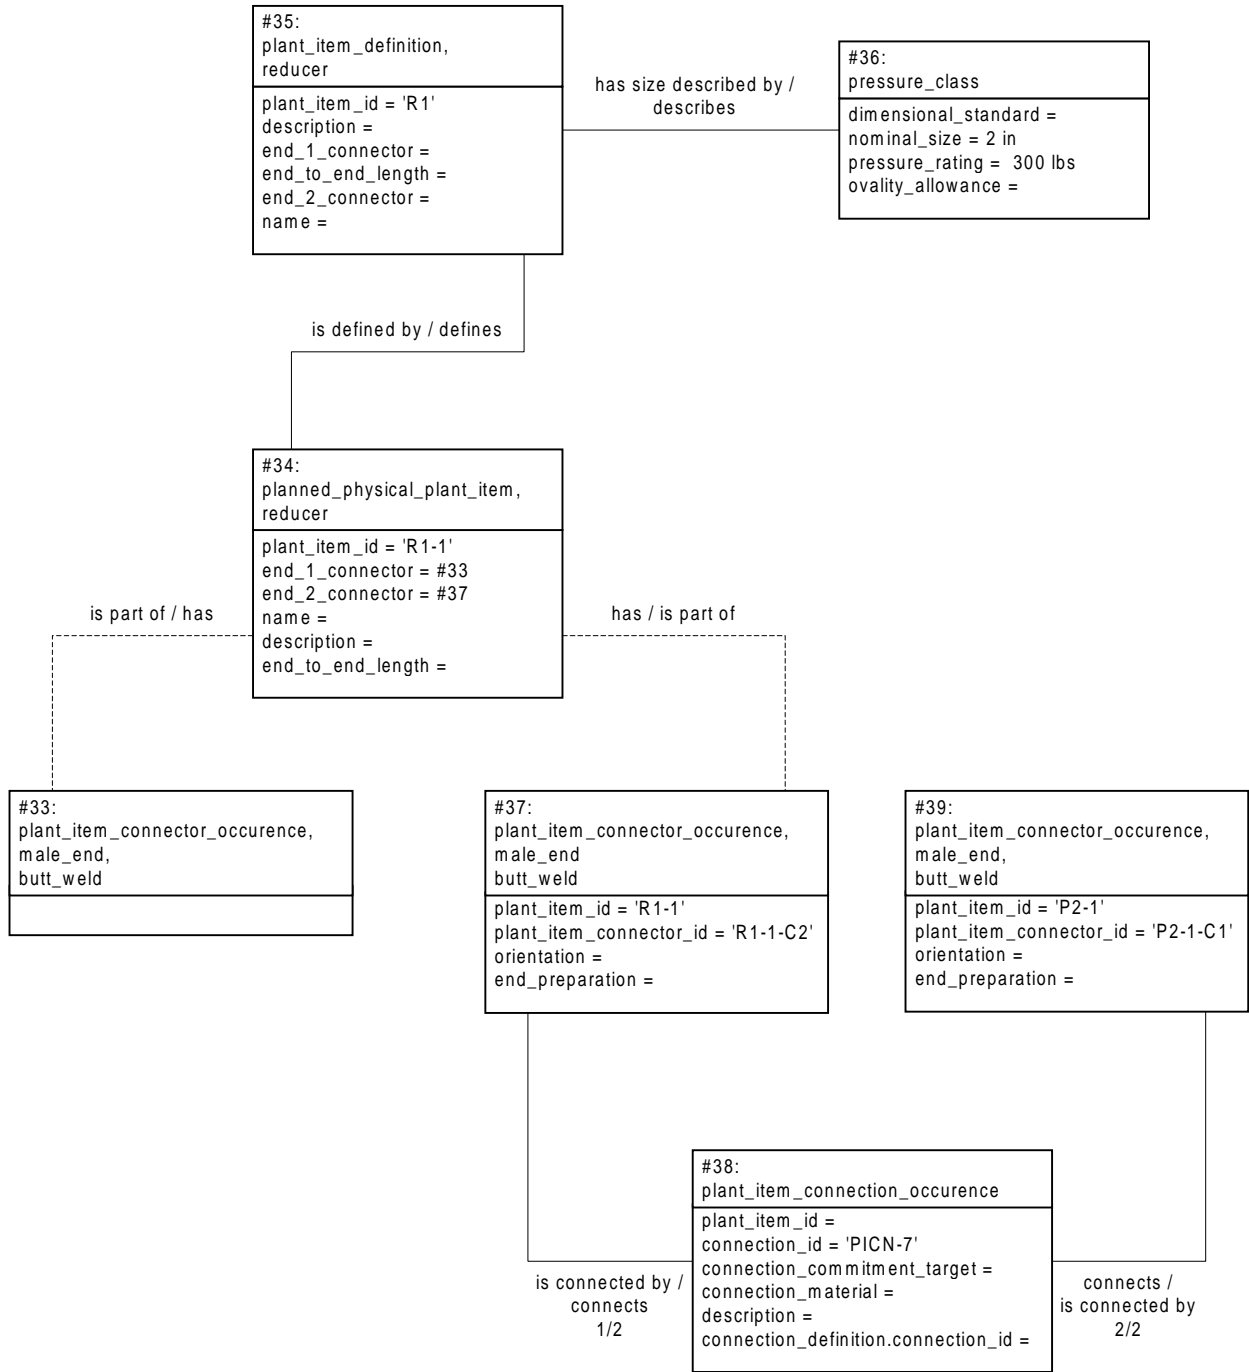 #35:
plant_item_definition,
reducer
plant_item_id = 'R1'
description =
end_1_connector =
end_to_end_length =
end_2_connector =
name =
has size described by /
describes
#36:
pressure_class
dimensional_standard =
nominal_size = 2 in
pressure_rating = 300 lbs
ovality_allowance =
is defined by / defines
#34:
planned_physical_plant_item,
reducer
plant_item_id = 'R1-1'
end_1_connector = #33
end_2_connector = #37
name =
description =
end_to_end_length =
is part of / has
has / is part of
#33:
plant_item_connector_occurence,
male_end,
butt_weld
#37:
plant_item_connector_occurence,
male_end
butt_weld
plant_item_id = 'R1-1'
plant_item_connector_id = 'R1-1-C2'
orientation =
end_preparation =
#39:
plant_item_connector_occurence,
male_end,
butt_weld
plant_item_id = 'P2-1'
plant_item_connector_id = 'P2-1-C1'
orientation =
end_preparation =
#38:
plant_item_connection_occurence
plant_item_id =
connection_id = 'PICN-7'
connection_commitment_target =
connection_material =
description =
connection_definition.connection_id =
is connected by /
connects
1/2
connects /
is connected by
2/2